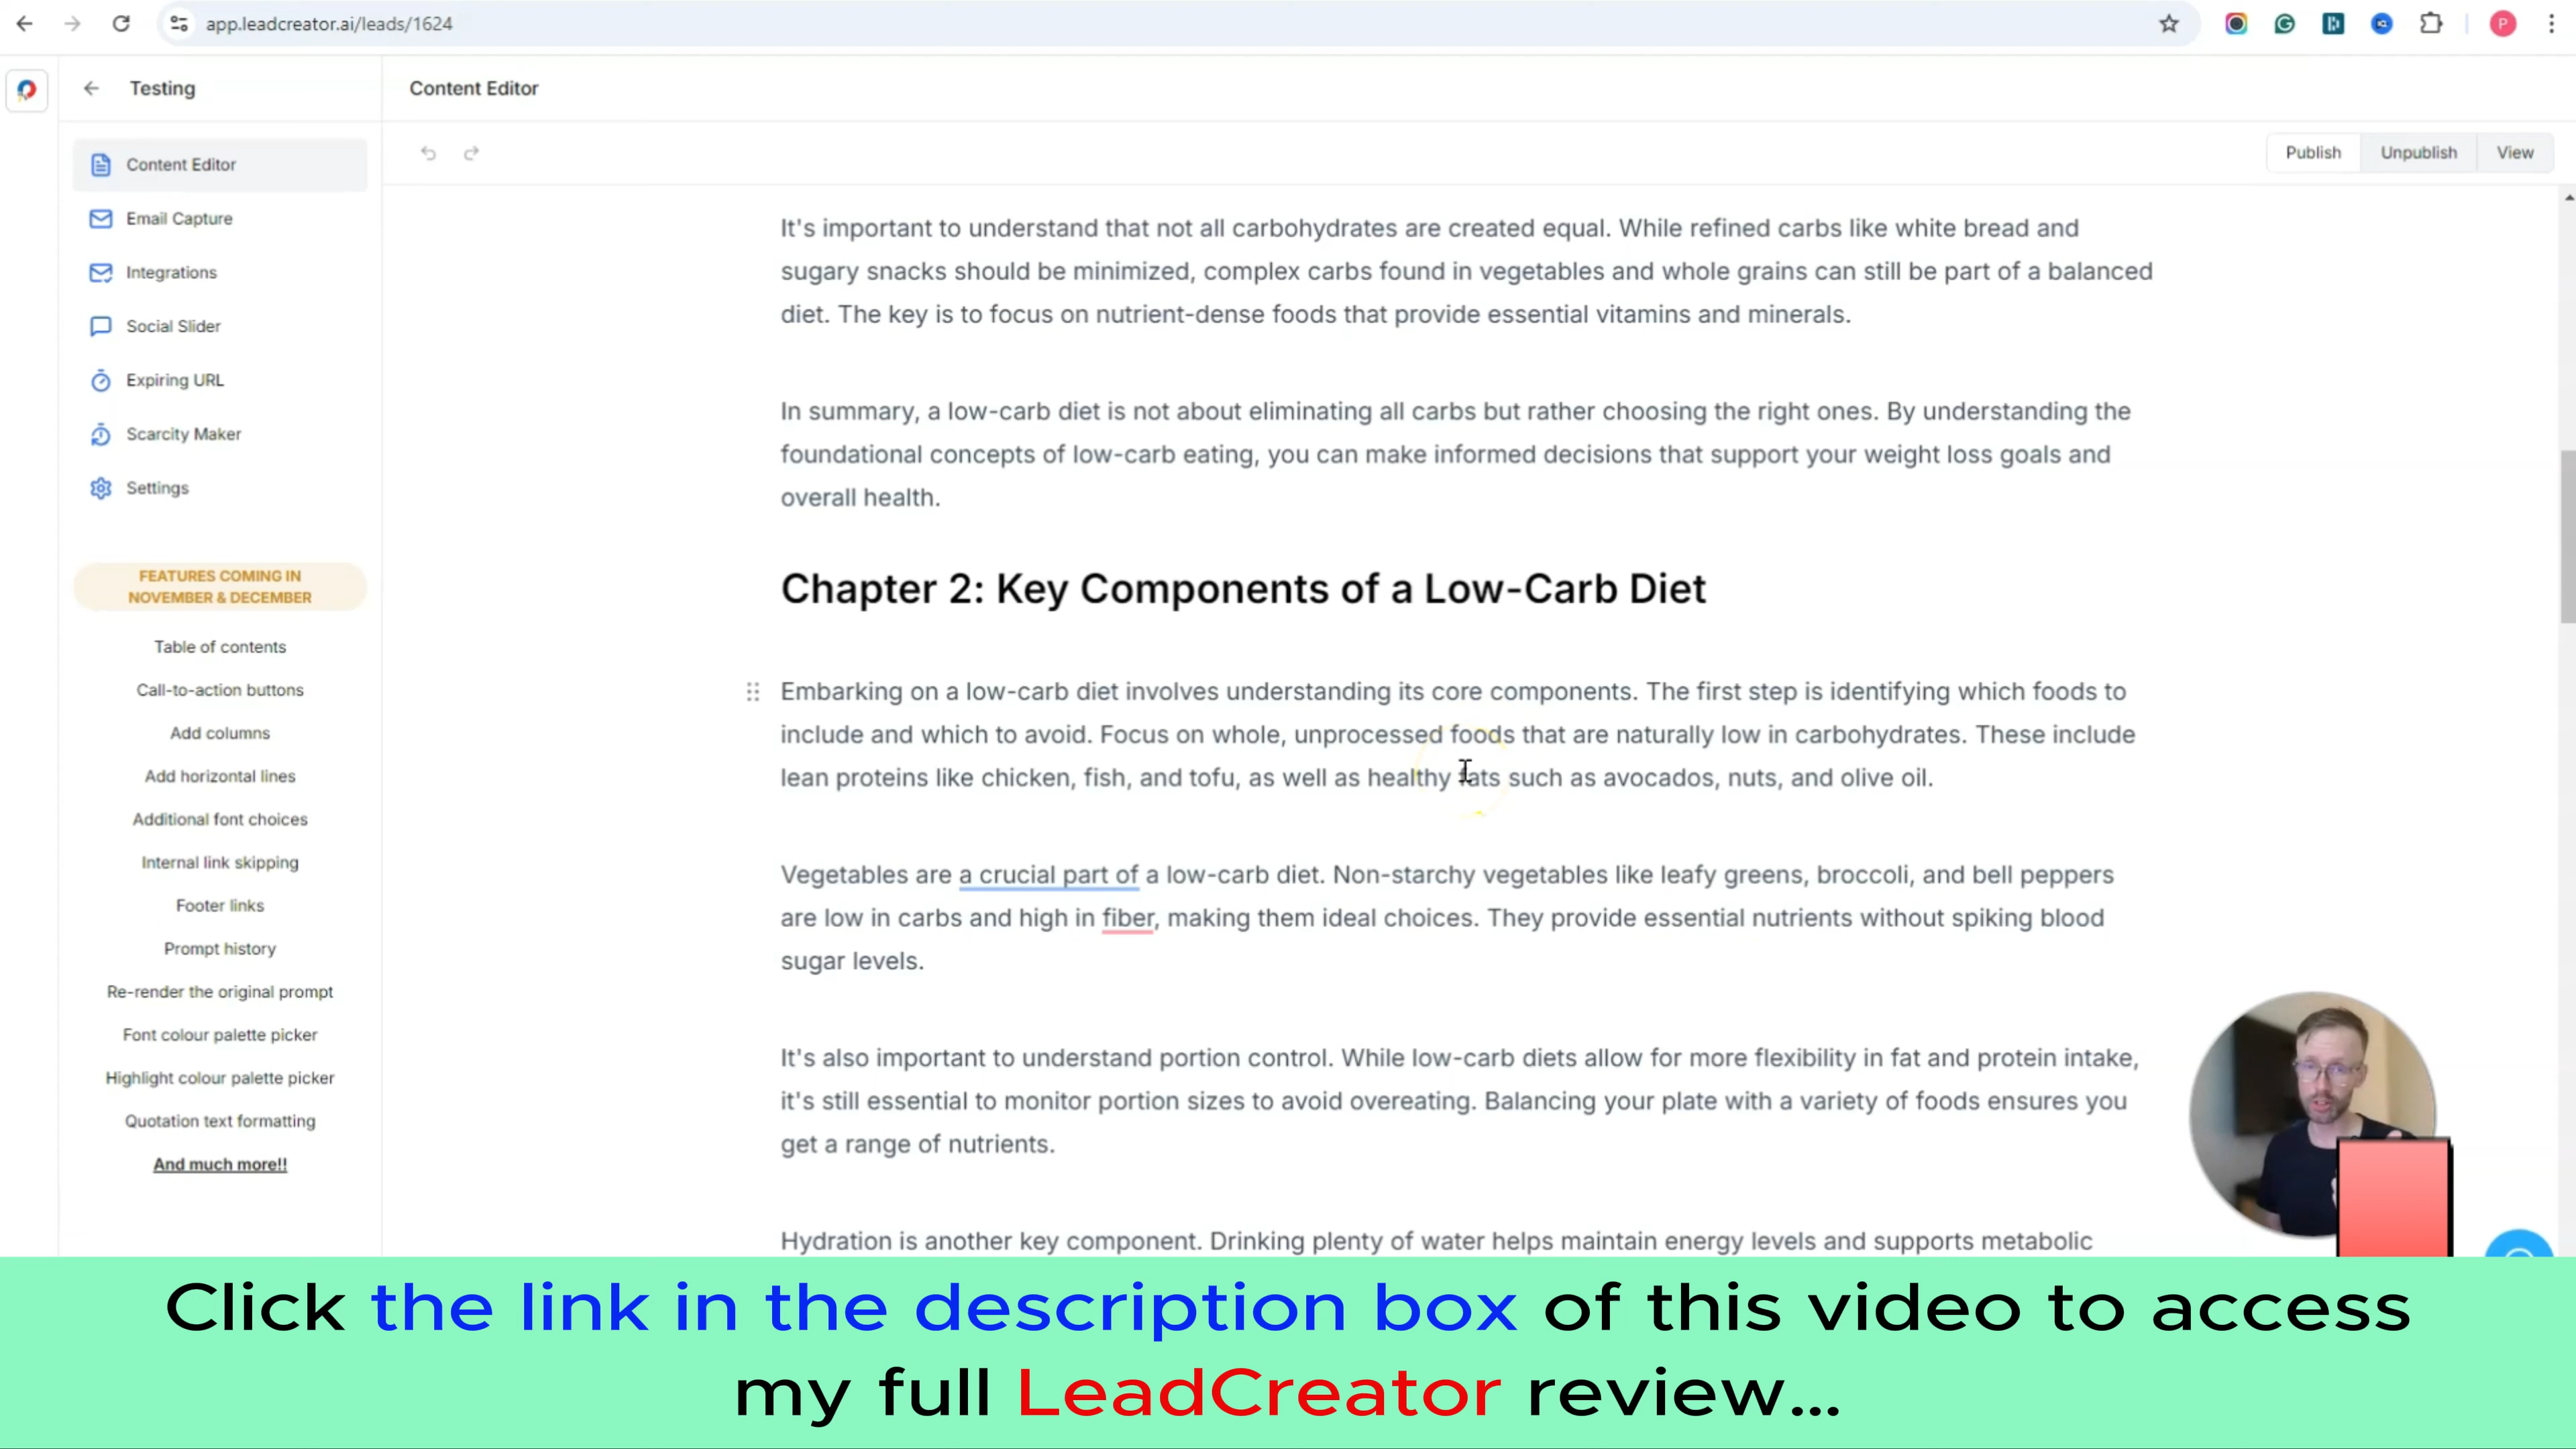 app.leadcreator.ai/leads/1624
P
Testing
Content Editor
Content Editor
Email Capture
Integrations
Social Slider
Expiring URL
Scarcity Maker
Settings
FEATURES COMING IN
NOVEMBER & DECEMBER
Table of contents
Call-to-action buttons
Add columns
Add horizontal lines
Additional font choices
Internal link skipping
Footer links
Prompt history
Re-render the original prompt
Font colour palette picker
Highlight colour palette picker
Quotation text formatting
And much more!!
Publish
Unpublish
View
It's important to understand that not all carbohydrates are created equal. While refined carbs like white bread and
sugary snacks should be minimized, complex carbs found in vegetables and whole grains can still be part of a balanced
diet. The key is to focus on nutrient-dense foods that provide essential vitamins and minerals.
In summary, a low-carb diet is not about eliminating all carbs but rather choosing the right ones. By understanding the
foundational concepts of low-carb eating, you can make informed decisions that support your weight loss goals and
overall health.
Chapter 2: Key Components of a Low-Carb Diet
Embarking on a low-carb diet involves understanding its core components. The first step is identifying which foods to
include and which to avoid. Focus on whole, unprocessed foods that are naturally low in carbohydrates. These include
lean proteins like chicken, fish, and tofu, as well as healthy fats such as avocados, nuts, and olive oil.
Vegetables are a crucial part of a low-carb diet. Non-starchy vegetables like leafy greens, broccoli, and bell peppers
are low in carbs and high in fiber, making them ideal choices. They provide essential nutrients without spiking blood
sugar levels.
It's also important to understand portion control. While low-carb diets allow for more flexibility in fat and protein intake,
it's still essential to monitor portion sizes to avoid overeating. Balancing your plate with a variety of foods ensures you
get a range of nutrients.
Hydration is another key component. Drinking plenty of water helps maintain energy levels and supports metabolic
Click the link in the description box of this video to access
my full LeadCreator review...